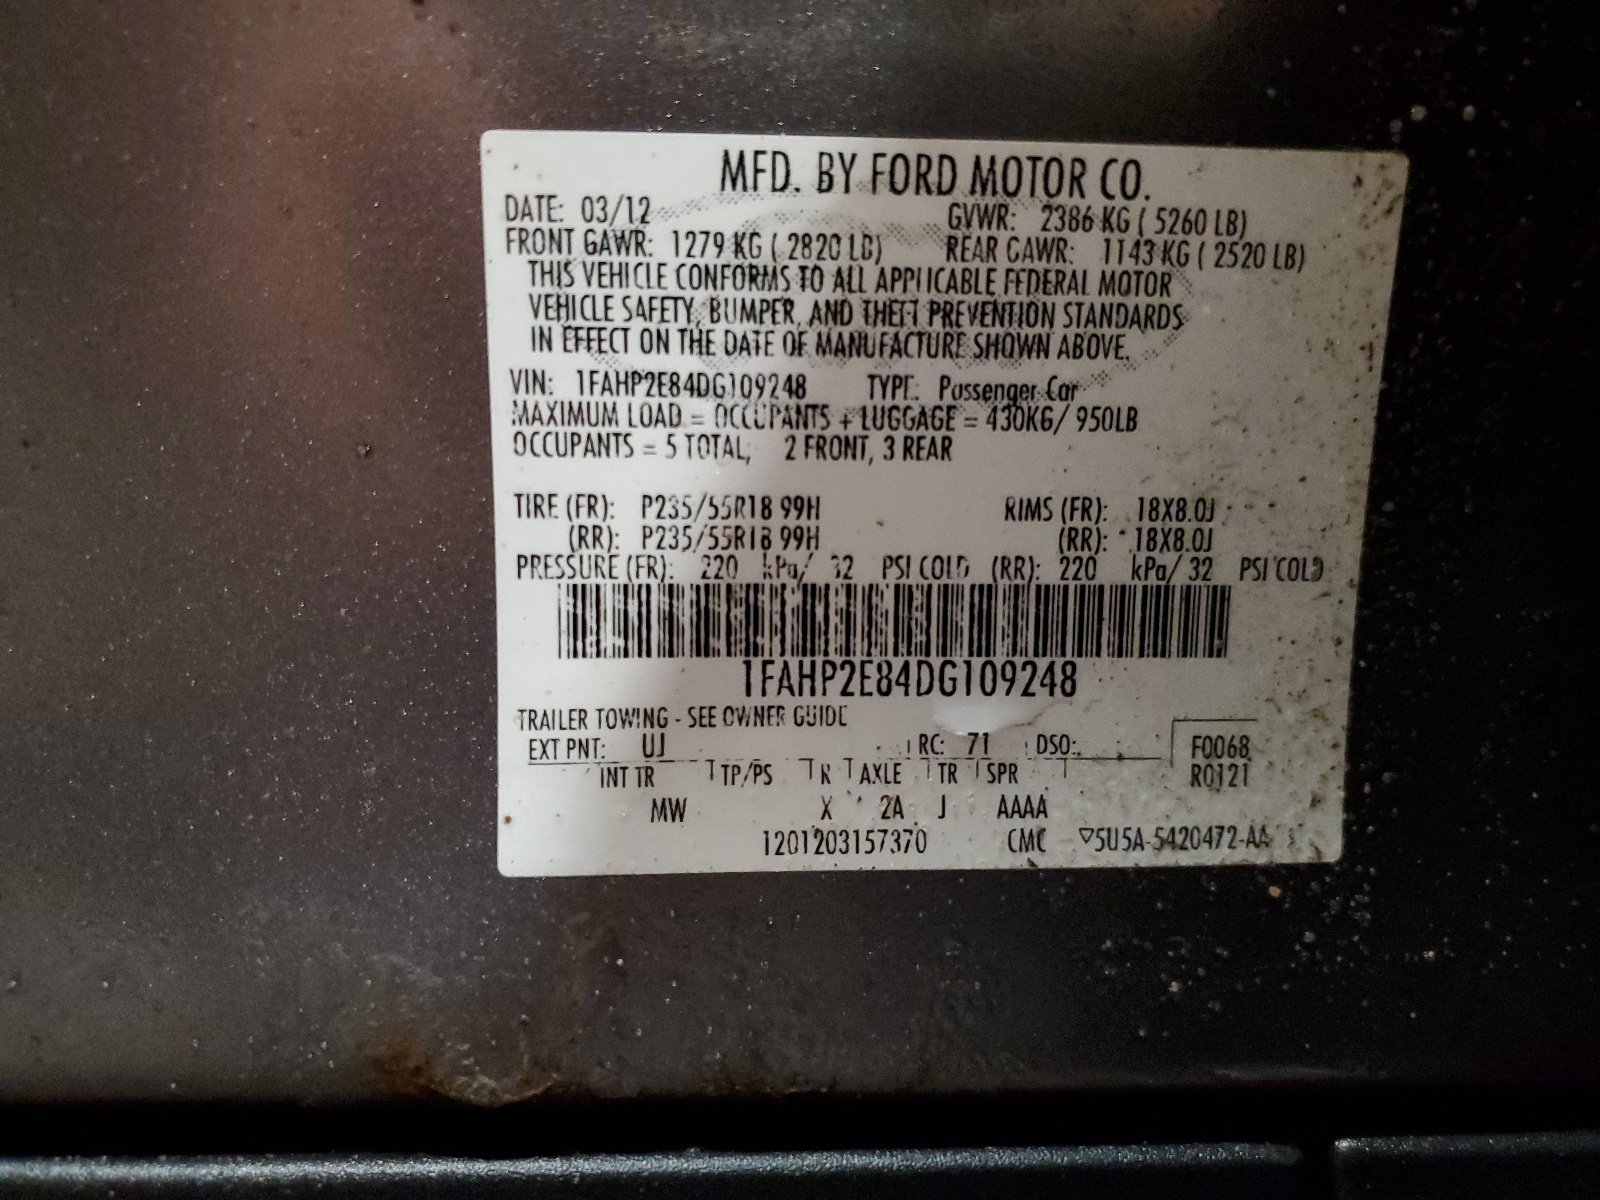 MFD. BY FORD MOTOR CO.
DATE: 03/12 GVWR: 2386 KG ( 5260 LB)
FRONT GAWR: 1279 KG ( 2820 LB) REAR GAWR: 1143 KG ( 2520 LB)
THIS VEHICLE CONFORMS TO ALL APPLICABLE FEDERAL MOTOR
VEHICLE SAFETY, BUMPER, AND THEFT PREVENTION STANDARDS
IN EFFECT ON THE DATE OF MANUFACTURE SHOWN ABOVE.
VIN: 1FAHP2E84DG109248 TYPE: Passenger Car
MAXIMUM LOAD = OCCUPANTS + LUGGAGE = 430KG/ 950LB
OCCUPANTS = 5 TOTAL, 2 FRONT, 3 REAR
TIRE (FR): P235/55R18 99H RIMS (FR): 18X8.0J
(RR): P235/55R18 99H (RR): 18X8.0J
PRESSURE (FR): 220 kPa/ 32 PSI COLD (RR): 220 kPa/ 32 PSI COLD
1FAHP2E84DG109248
TRAILER TOWING - SEE OWNER GUIDE
EXT PNT: UJ RC: 71 DSO: F0068
INT TR TP/PS R AXLE TR SPR R0121
MW X 2A J AAAA
1201203157370 CMC ▽5U5A-5420472-AA